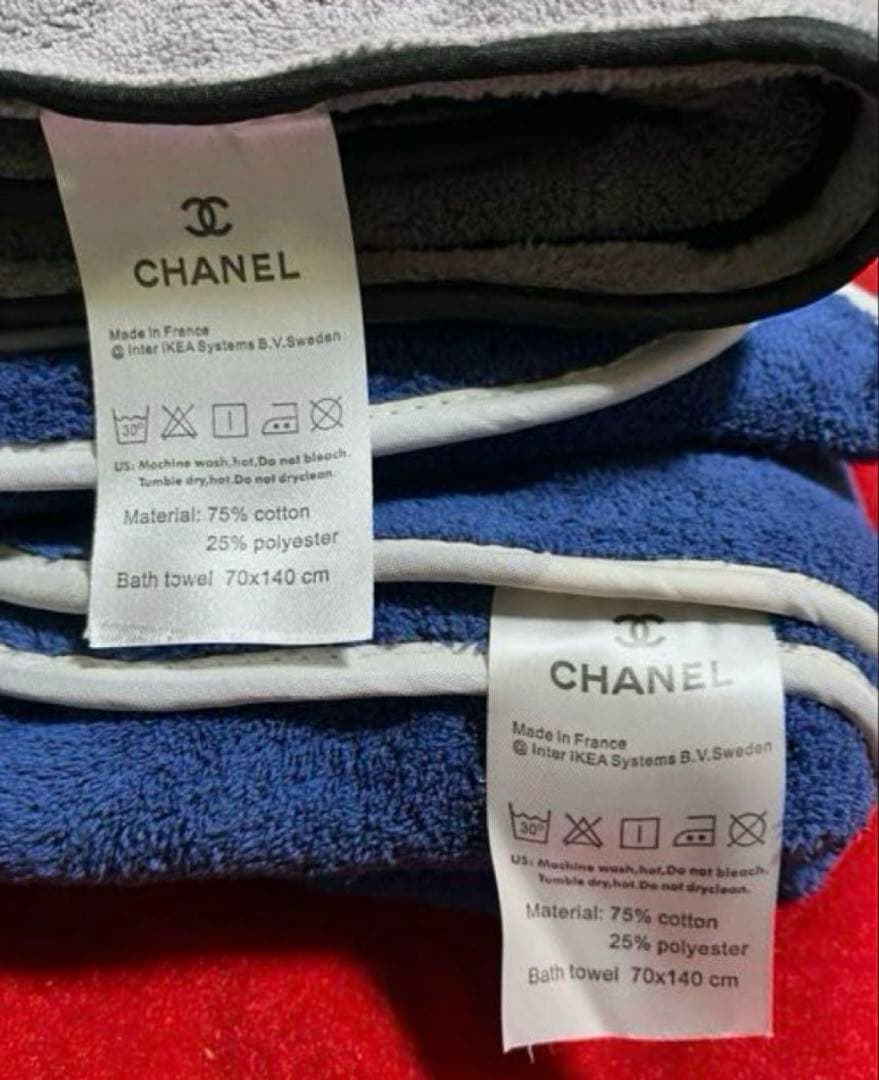 CHANEL
Made in France
@ Inter IKEA Systems B.V.Sweden
30°
US: Machine wash,hot,Do not bleach.
Tumble dry,hot.Do not dryclean.
Material: 75% cotton
25% polyester
Bath towel 70x140 cm
CHANEL
Made in France
@ Inter IKEA Systems B.V.Sweden
30°
US: Machine wash,hot,Do not bleach.
Tumble dry,hot.Do not dryclean.
Material: 75% cotton
25% polyester
Bath towel 70x140 cm